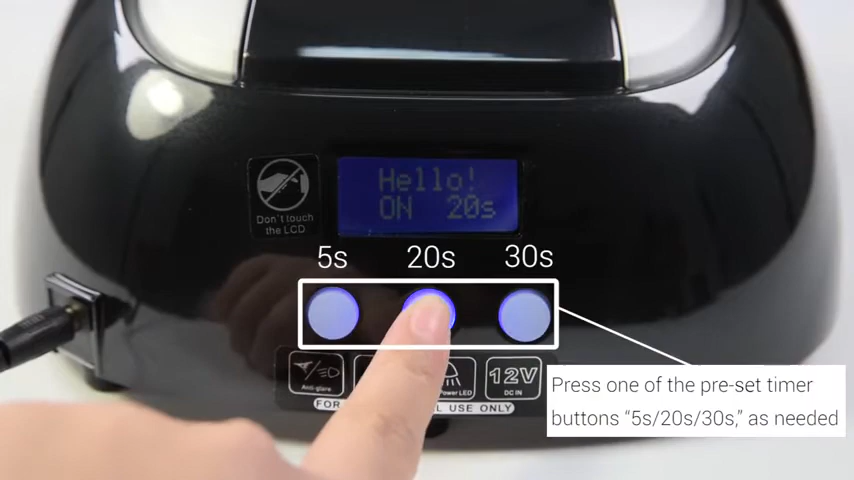 Hello!
ON 20s
Don't touch
the LCD
5s 20s 30s
Anti-glare
Power LED
12V
DC IN
USE ONLY
Press one of the pre-set timer
buttons “5s/20s/30s,” as needed